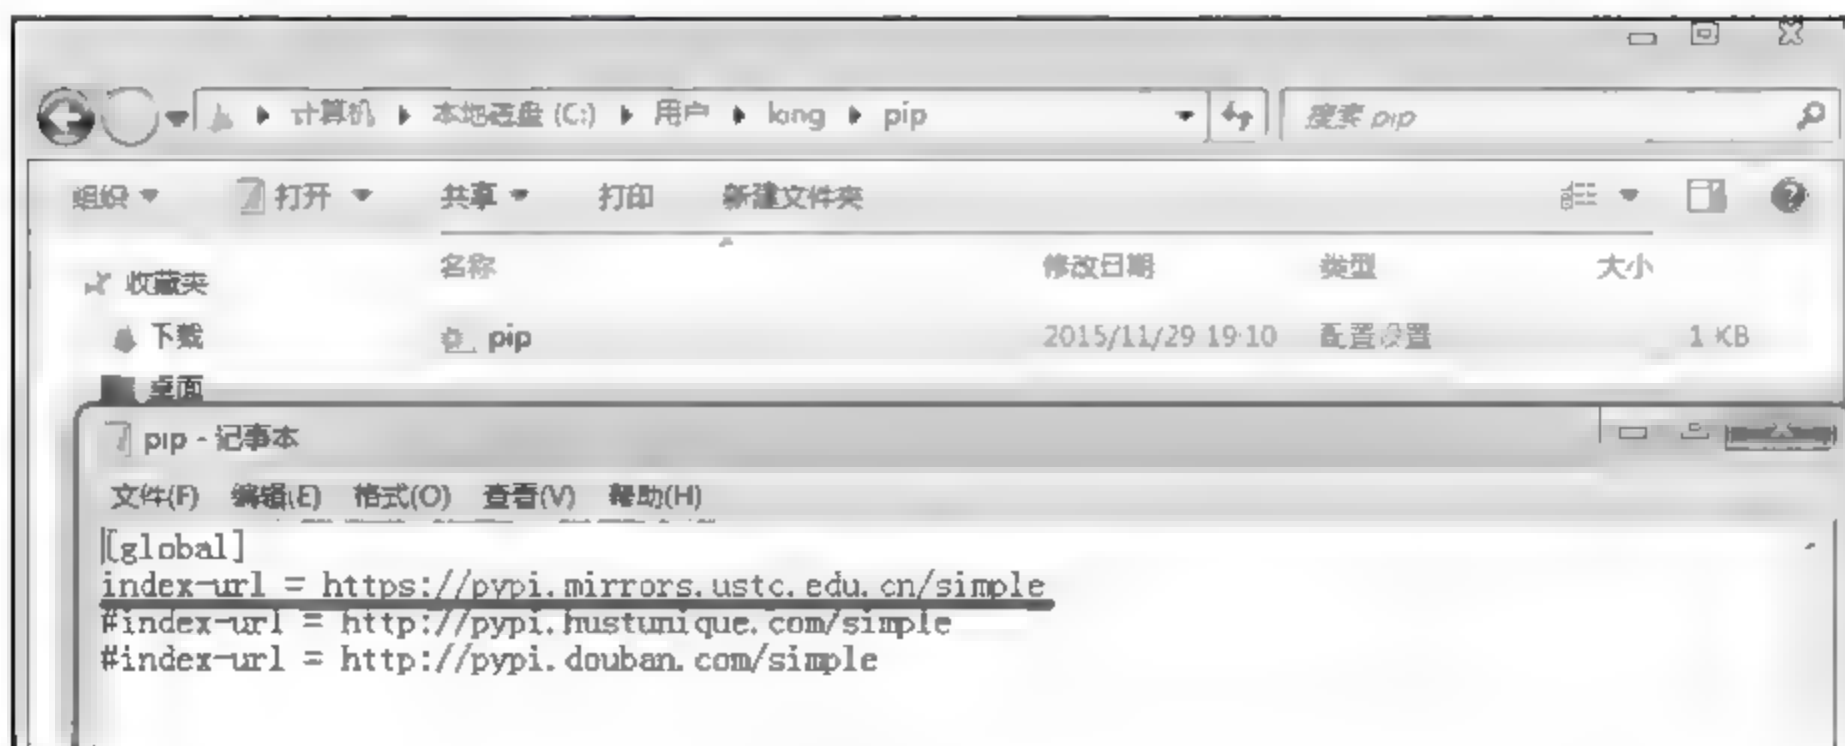 计算机 ▸ 本地磁盘 (C:) ▸ 用户 ▸ long ▸ pip
搜索 pip
组织 打开 共享 打印 新建文件夹
名称 修改日期 类型 大小
收藏夹
下载
pip 2015/11/29 19:10 配置设置 1 KB
桌面
pip - 记事本
文件(F) 编辑(E) 格式(O) 查看(V) 帮助(H)
[global]
index-url = https://pypi.mirrors.ustc.edu.cn/simple
#index-url = http://pypi.hustunique.com/simple
#index-url = http://pypi.douban.com/simple